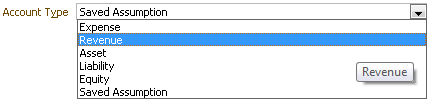 Account Type Saved Assumption
Expense
Revenue
Asset
Liability
Revenue
Equity
Saved Assumption